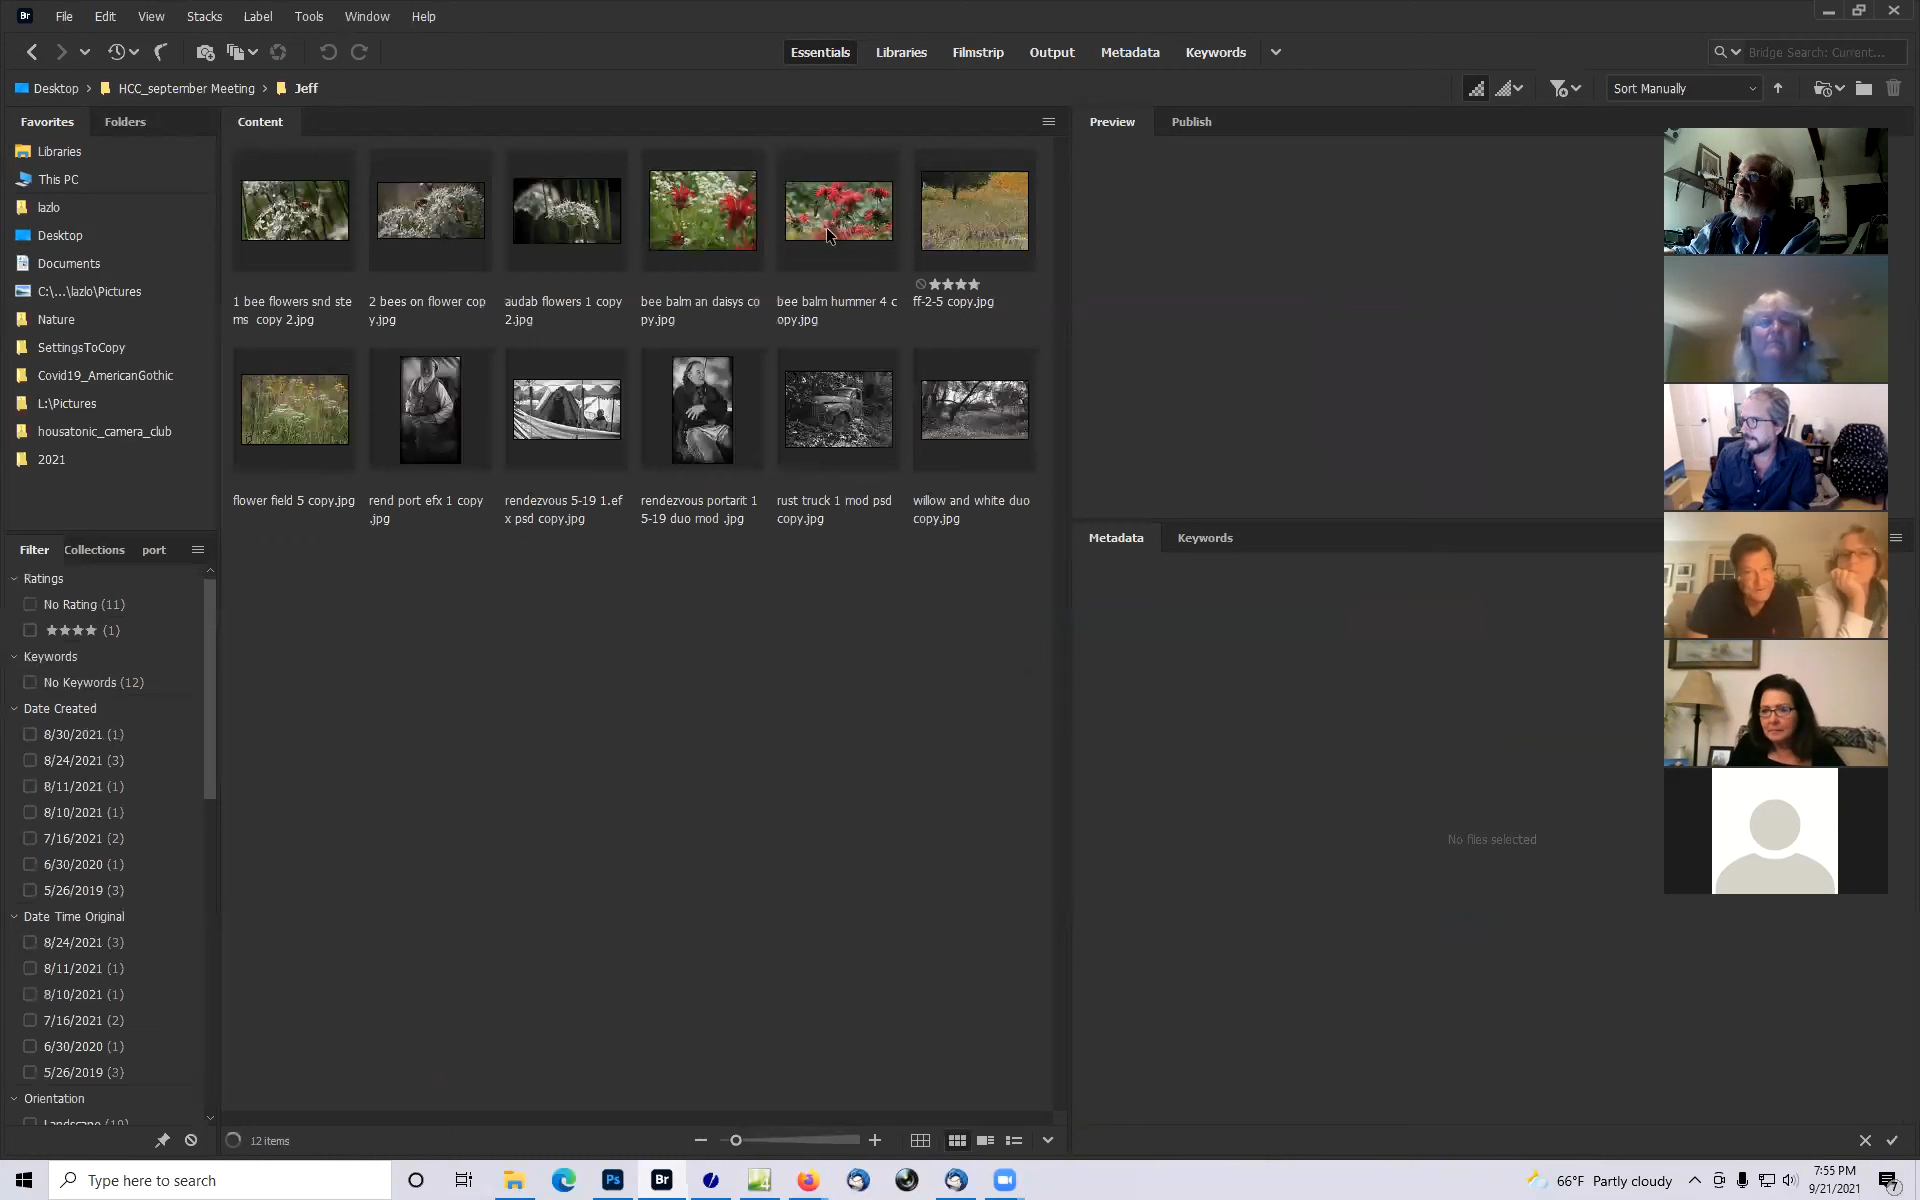 Br File Edit View Stacks Label Tools Window Help
Essentials Libraries Filmstrip Output Metadata Keywords Bridge Search: Current...
Desktop HCC_september Meeting Jeff Sort Manually
Favorites Folders
Libraries
This PC
lazlo
Desktop
Documents
C:\...\lazlo\Pictures
Nature
SettingsToCopy
Covid19_AmericanGothic
L:\Pictures
housatonic_camera_club
2021
Filter Collections port
Ratings
No Rating (11)
★★★★ (1)
Keywords
No Keywords (12)
Date Created
8/30/2021 (1)
8/24/2021 (3)
8/11/2021 (1)
8/10/2021 (1)
7/16/2021 (2)
6/30/2020 (1)
5/26/2019 (3)
Date Time Original
8/24/2021 (3)
8/11/2021 (1)
8/10/2021 (1)
7/16/2021 (2)
6/30/2020 (1)
5/26/2019 (3)
Orientation
Landscape (10)
Content
1 bee flowers snd ste
ms copy 2.jpg
2 bees on flower cop
y.jpg
audab flowers 1 copy
2.jpg
bee balm an daisys co
py.jpg
bee balm hummer 4 c
opy.jpg
★★★★
ff-2-5 copy.jpg
flower field 5 copy.jpg
rend port efx 1 copy
.jpg
rendezvous 5-19 1.ef
x psd copy.jpg
rendezvous portarit 1
5-19 duo mod .jpg
rust truck 1 mod psd
copy.jpg
willow and white duo
copy.jpg
12 items
Preview Publish
Metadata Keywords
No files selected
Type here to search
Ps Br
66°F Partly cloudy
7:55 PM
9/21/2021
7